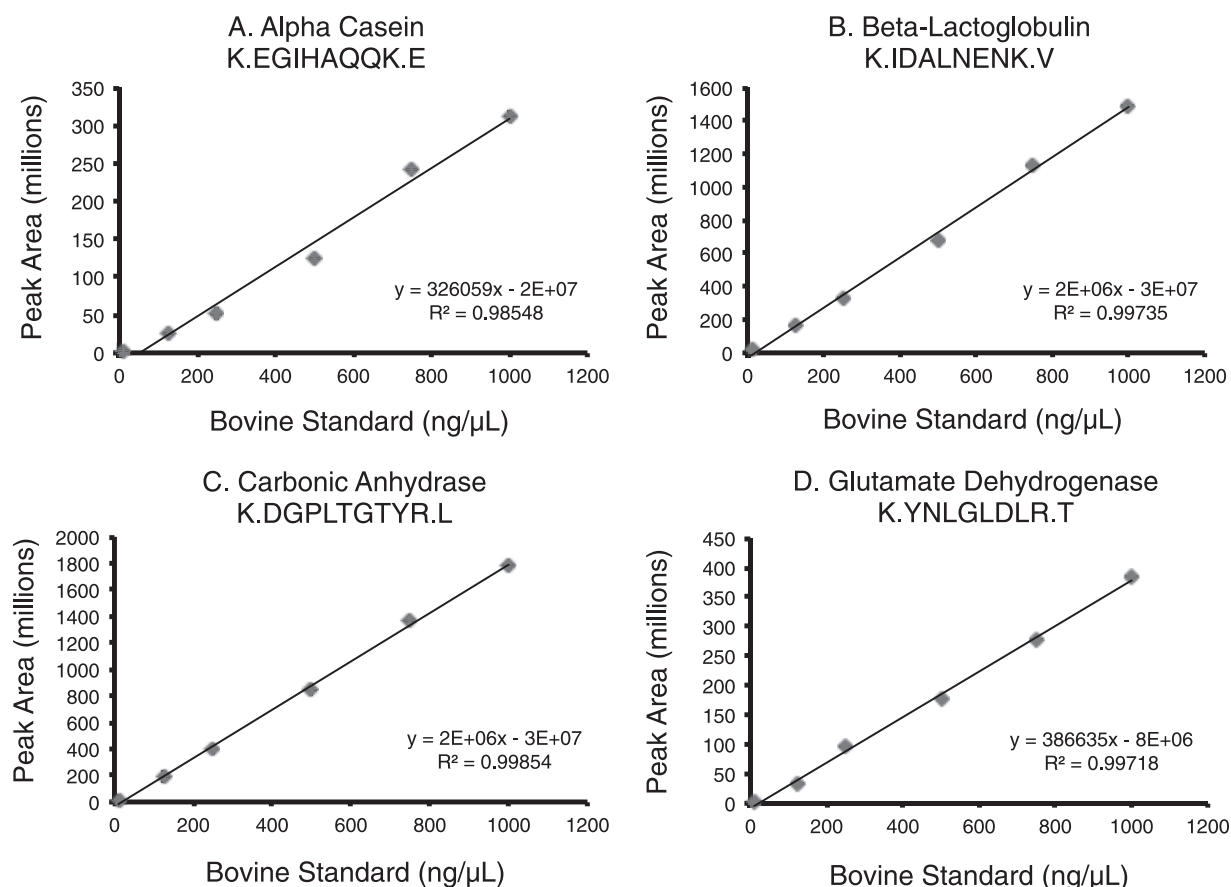 A. Alpha Casein
K.EGIHAQQK.E
Peak Area (millions)
350
300
250
200
150
100
50
0
y = 326059x - 2E+07
R² = 0.98548
0 200 400 600 800 1000 1200
Bovine Standard (ng/µL)
B. Beta-Lactoglobulin
K.IDALNENK.V
Peak Area (millions)
1600
1400
1200
1000
800
600
400
200
0
y = 2E+06x - 3E+07
R² = 0.99735
0 200 400 600 800 1000 1200
Bovine Standard (ng/µL)
C. Carbonic Anhydrase
K.DGPLTGTYR.L
Peak Area (millions)
2000
1800
1600
1400
1200
1000
800
600
400
200
0
y = 2E+06x - 3E+07
R² = 0.99854
0 200 400 600 800 1000 1200
Bovine Standard (ng/µL)
D. Glutamate Dehydrogenase
K.YNLGLDLR.T
Peak Area (millions)
450
400
350
300
250
200
150
100
50
0
y = 386635x - 8E+06
R² = 0.99718
0 200 400 600 800 1000 1200
Bovine Standard (ng/µL)